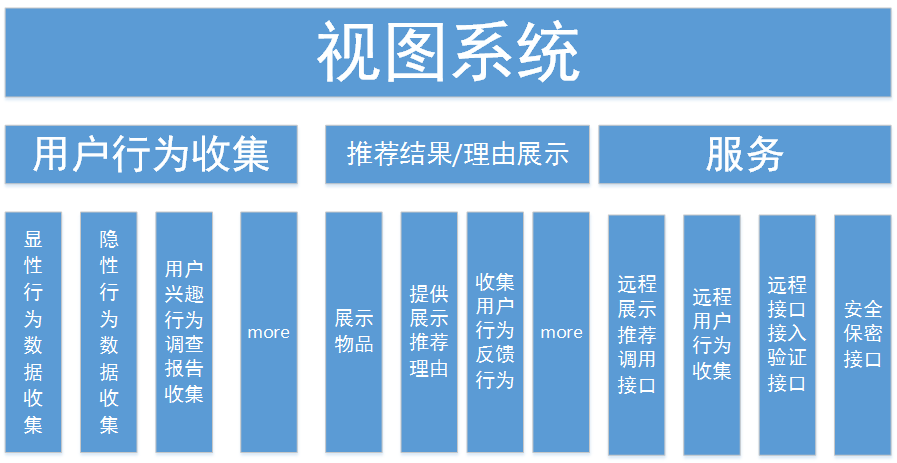 视图系统
用户行为收集
推荐结果/理由展示
服务
显
性
行
为
数
据
收
集
隐
性
行
为
数
据
收
集
用户
兴趣
行为
调查
报告
收集
more
展示
物品
提供
展示
推荐
理由
收集
用户
行为
反馈
行为
more
远程
展示
推荐
调用
接口
远程
用户
行为
收集
远程
接口
接入
验证
接口
安全
保密
接口